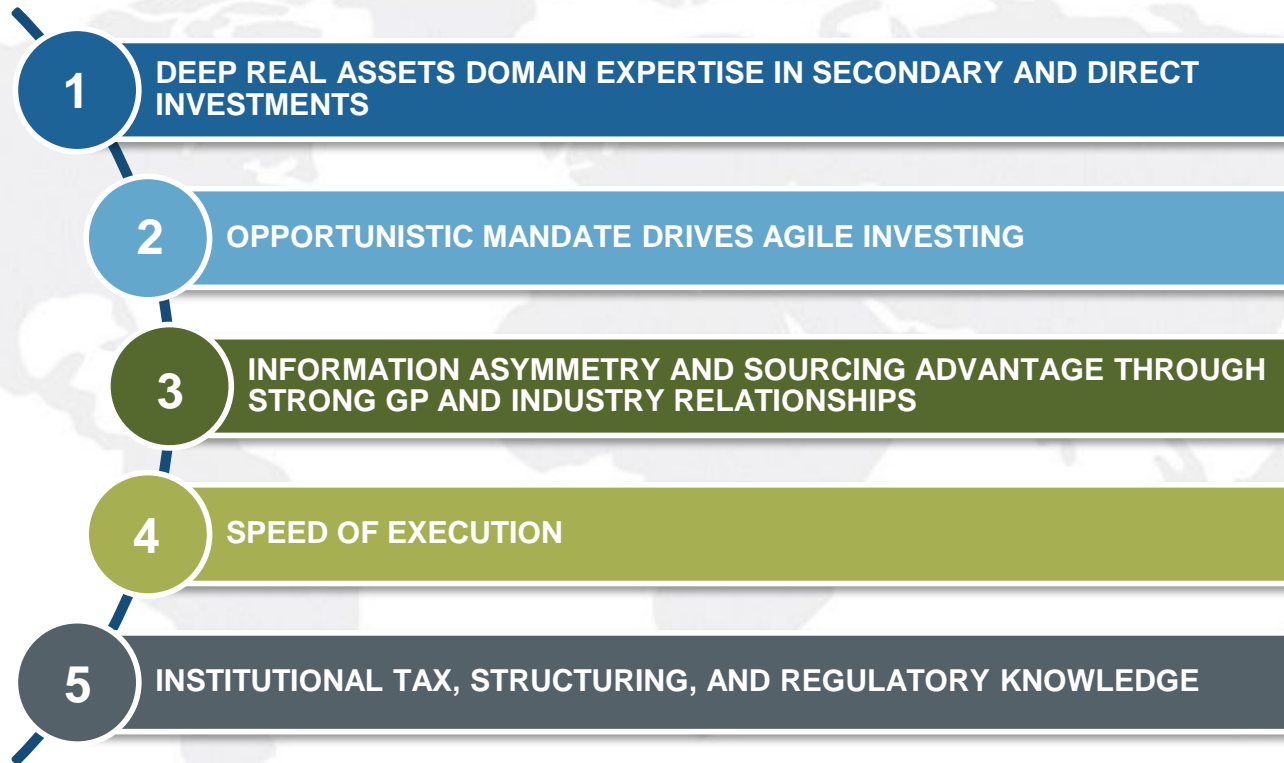 1
DEEP REAL ASSETS DOMAIN EXPERTISE IN SECONDARY AND DIRECT
INVESTMENTS
2
OPPORTUNISTIC MANDATE DRIVES AGILE INVESTING
3
INFORMATION ASYMMETRY AND SOURCING ADVANTAGE THROUGH
STRONG GP AND INDUSTRY RELATIONSHIPS
4
SPEED OF EXECUTION
5
INSTITUTIONAL TAX, STRUCTURING, AND REGULATORY KNOWLEDGE